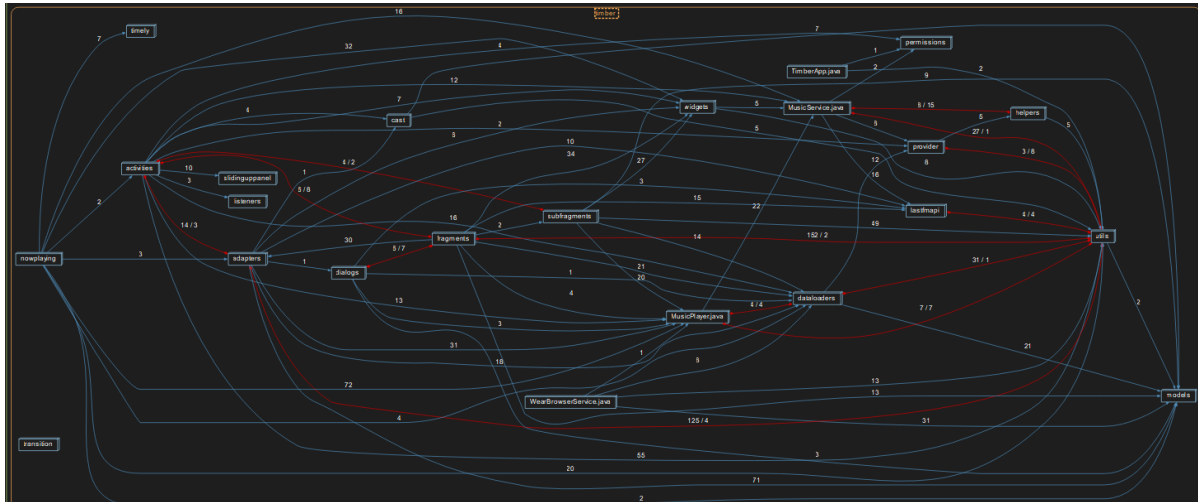 timber
16
7
timely
7
4
permissions
32
1
TimberApp.java
2
2
9
12
7
widgets
5
MusicService.java
8 / 15
helpers
4
cast
5
2
5
9
27 / 1
5
provider
10
34
12
3 / 8
8
activities
10
slidinguppanel
6 / 2
1
27
16
3
listeners
5 / 8
3
15
2
subfragments
22
lastfmapi
4 / 4
14 / 3
16
2
49
30
fragments
152 / 2
utils
14
nowplaying
3
adapters
5 / 7
1
dialogs
21
31 / 1
1
20
dataloaders
2
13
4
4 / 4
7 / 7
MusicPlayer.java
3
31
21
1
16
72
13
WearBrowserService.java
13
models
4
125 / 4
31
transition
55
3
20
71
2